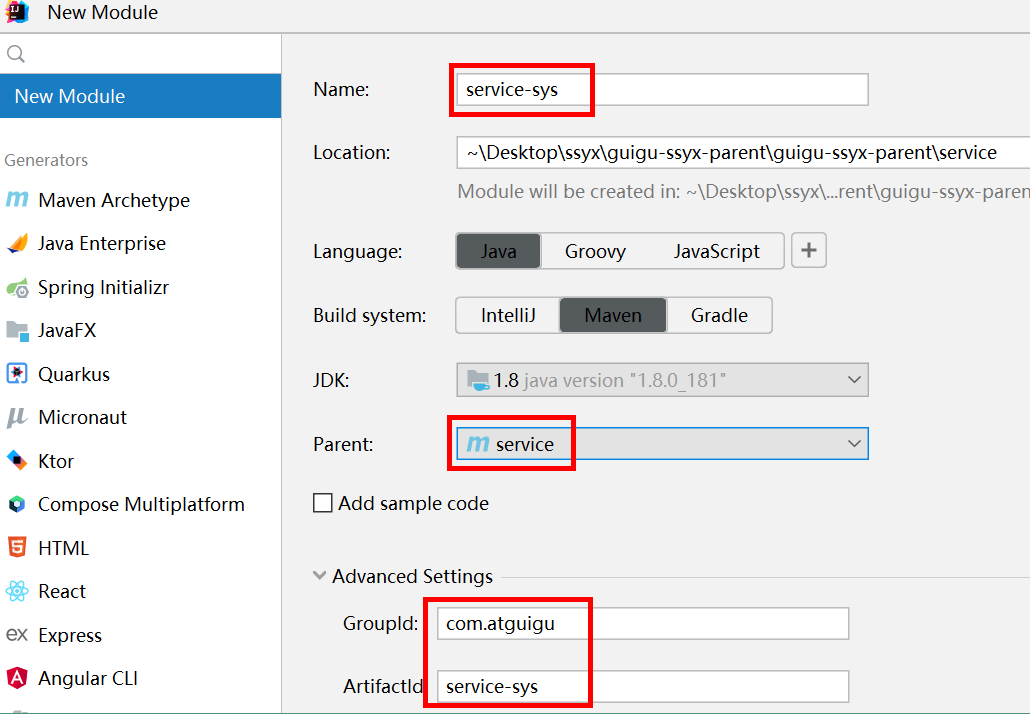 New Module
New Module
Generators
Maven Archetype
Java Enterprise
Spring Initializr
JavaFX
Quarkus
Micronaut
Ktor
Compose Multiplatform
HTML
React
ex Express
Angular CLI
Name: service-sys
Location: ~\Desktop\ssyx\guigu-ssyx-parent\guigu-ssyx-parent\service
Module will be created in: ~\Desktop\ssyx\...rent\guigu-ssyx-paren
Language: Java Groovy JavaScript +
Build system: IntelliJ Maven Gradle
JDK: 1.8 java version "1.8.0_181"
Parent: m service
Add sample code
Advanced Settings
GroupId: com.atguigu
ArtifactId service-sys